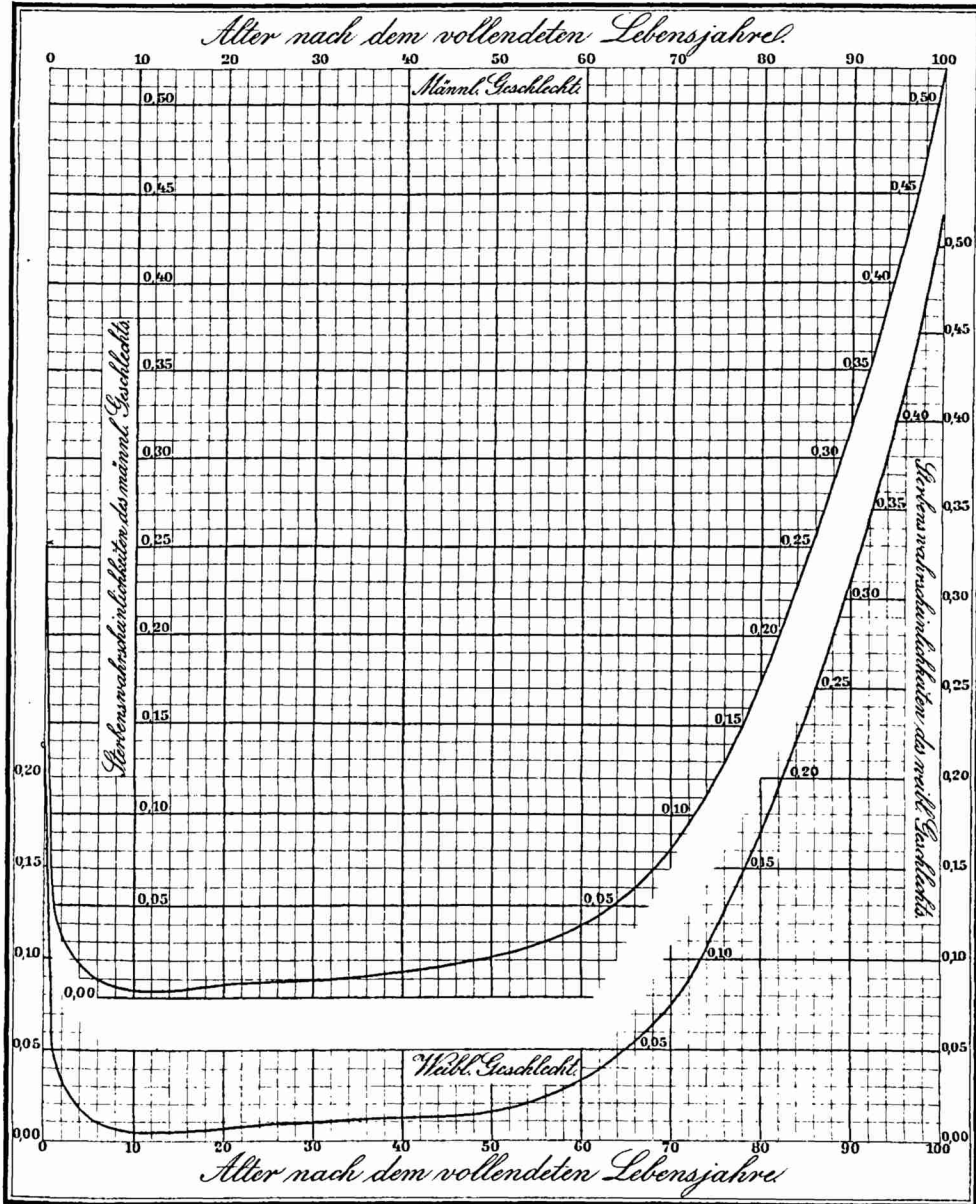 Alter nach dem vollendeten Lebensjahre.
0 10 20 30 40 50 60 70 80 90 100
Männl. Geschlecht.
0,50 0,50
0,45 0,45
0,50
0,40 0,40
0,45
0,35 0,35
0,40
0,30 0,30
0,35 0,35
0,25 0,25
0,30 0,30
0,20 0,20
0,25 0,25
0,15 0,15
0,20 0,20 0,20
0,10 0,10
0,15 0,15 0,15
0,05 0,05
0,10 0,10 0,10
0,00
0,05 0,05 0,05
Sterbenswahrscheinlichkeiten des männl. Geschlechts.
Sterbenswahrscheinlichkeiten des weibl. Geschlechts.
Weibl. Geschlecht.
0,00 0,00
0 10 20 30 40 50 60 70 80 90 100
Alter nach dem vollendeten Lebensjahre.